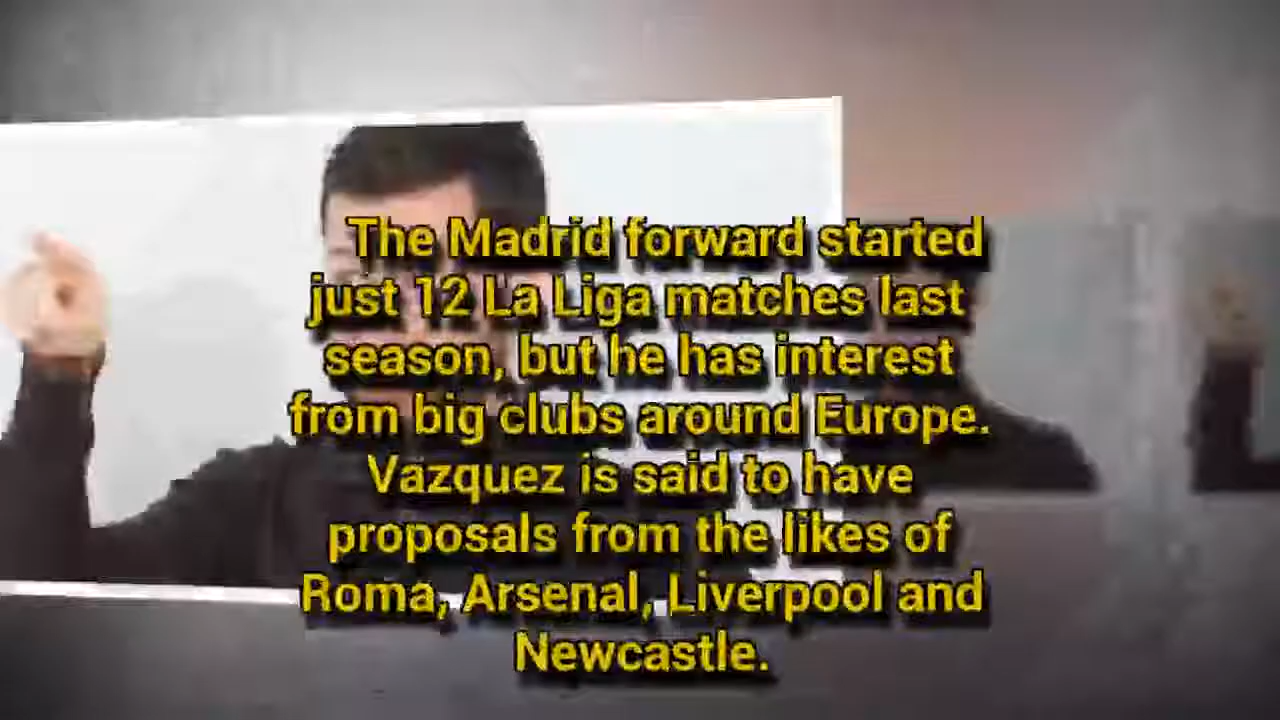 The Madrid forward started
just 12 La Liga matches last
season, but he has interest
from big clubs around Europe.
Vazquez is said to have
proposals from the likes of
Roma, Arsenal, Liverpool and
Newcastle.